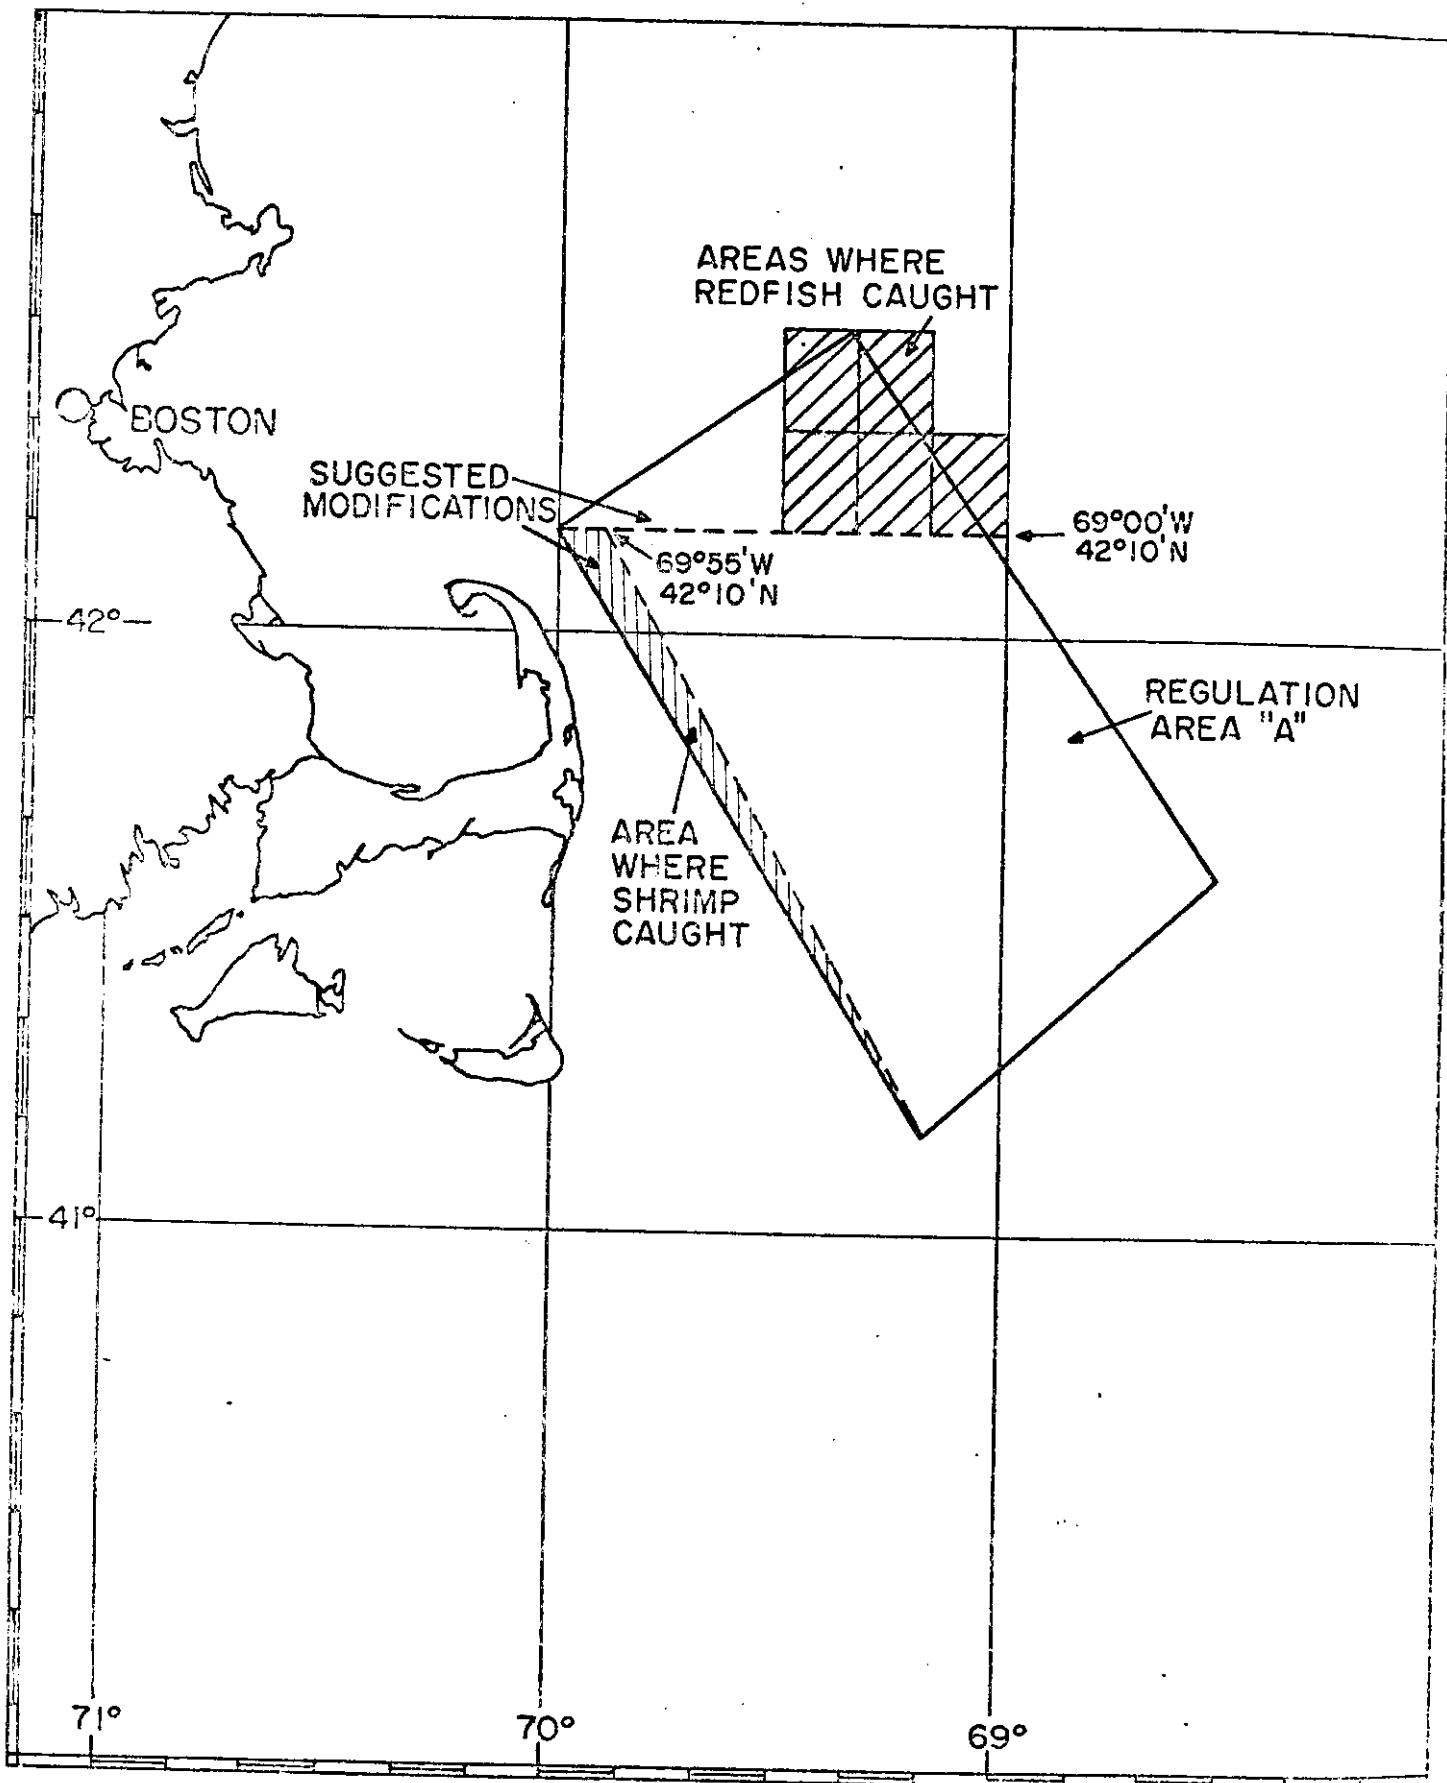 AREAS WHERE
REDFISH CAUGHT
BOSTON
SUGGESTED
MODIFICATIONS
69°00'W
42°10'N
69°55'W
42°10'N
42°
REGULATION
AREA "A"
AREA
WHERE
SHRIMP
CAUGHT
41°
71°
70°
69°